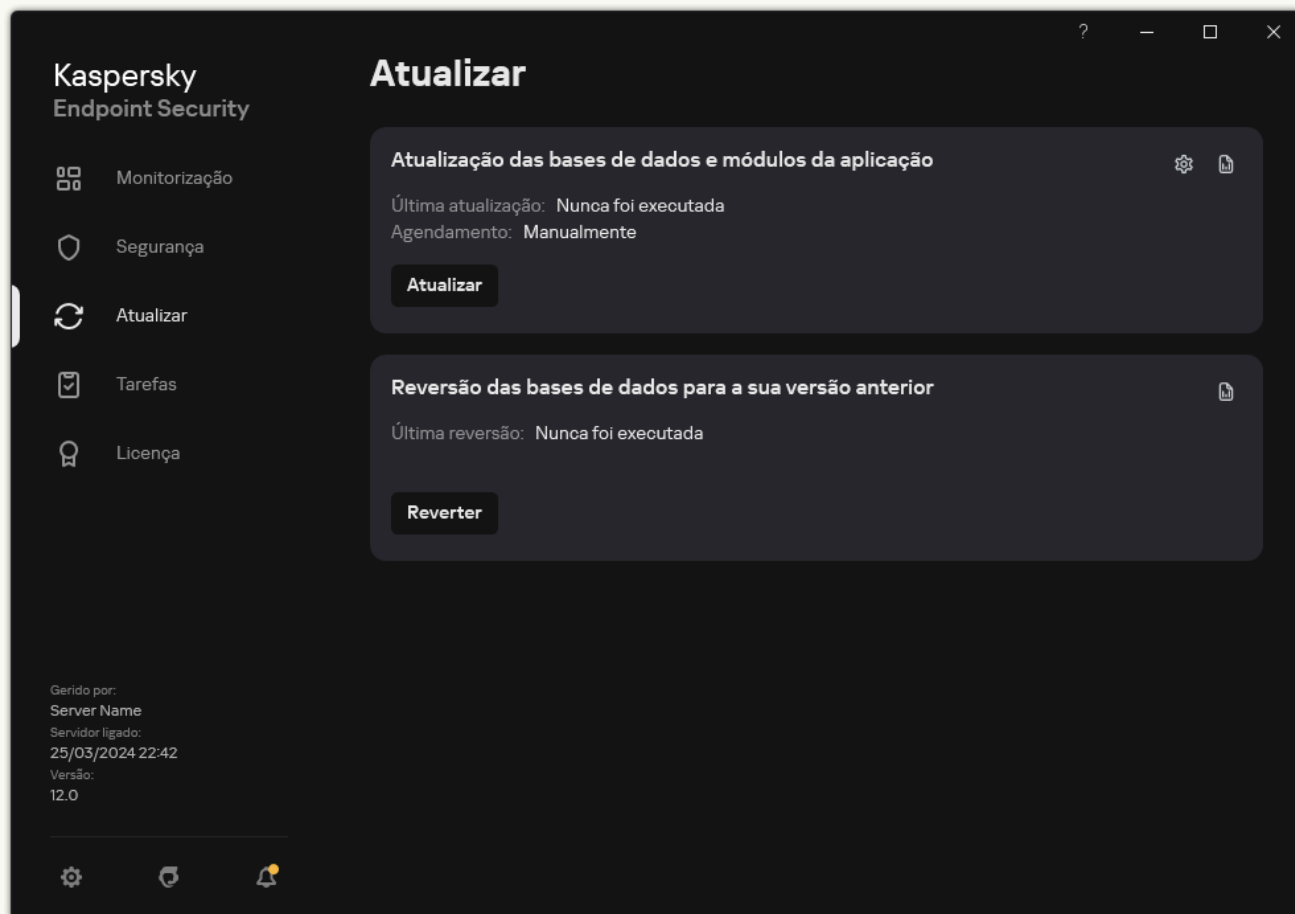 ?
Kaspersky
Endpoint Security
Monitorização
Segurança
Atualizar
Tarefas
Licença
Gerido por:
Server Name
Servidor ligado:
25/03/2024 22:42
Versão:
12.0
Atualizar
Atualização das bases de dados e módulos da aplicação
Última atualização: Nunca foi executada
Agendamento: Manualmente
Atualizar
Reversão das bases de dados para a sua versão anterior
Última reversão: Nunca foi executada
Reverter